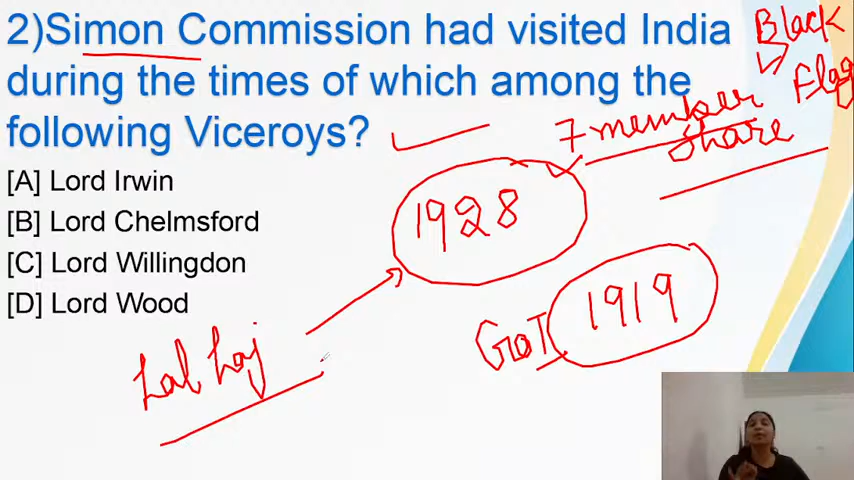 2)Simon Commission had visited India
during the times of which among the
following Viceroys?
[A] Lord Irwin
[B] Lord Chelmsford
[C] Lord Willingdon
[D] Lord Wood
Black
Flag
7 member
share
1928
GoI 1919
Lal Laj